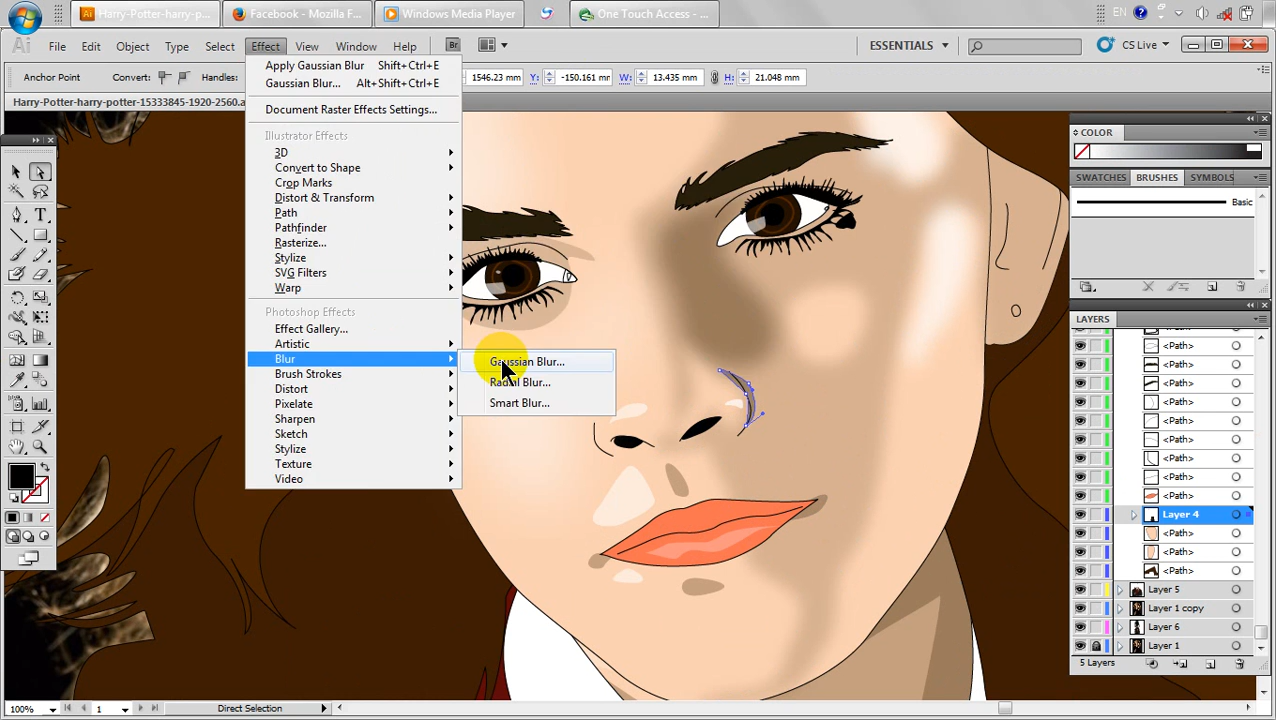 Harry-Potter-harry-p...
Facebook - Mozilla F...
Windows Media Player
One Touch Access - ...
EN
Ai
File
Edit
Object
Type
Select
Effect
View
Window
Help
Br
ESSENTIALS
CS Live
Anchor Point
Convert:
Handles:
1546.23 mm
Y:
-150.161 mm
W:
13.435 mm
H:
21.048 mm
Harry-Potter-harry-potter-15333845-1920-2560.a
Apply Gaussian Blur Shift+Ctrl+E
Gaussian Blur... Alt+Shift+Ctrl+E
Document Raster Effects Settings...
Illustrator Effects
3D
Convert to Shape
Crop Marks
Distort & Transform
Path
Pathfinder
Rasterize...
Stylize
SVG Filters
Warp
Photoshop Effects
Effect Gallery...
Artistic
Blur
Brush Strokes
Distort
Pixelate
Sharpen
Sketch
Stylize
Texture
Video
Gaussian Blur...
Radial Blur...
Smart Blur...
COLOR
SWATCHES
BRUSHES
SYMBOLS
Basic
LAYERS
<Path>
<Path>
<Path>
<Path>
<Path>
<Path>
<Path>
<Path>
<Path>
Layer 4
<Path>
<Path>
<Path>
Layer 5
Layer 1 copy
Layer 6
Layer 1
5 Layers
100%
1
Direct Selection